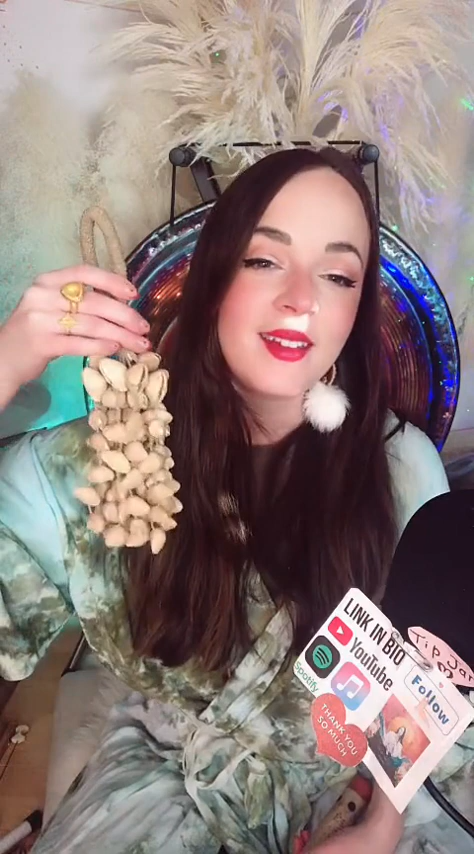 LINK IN BIO
YouTube
Spotify
THANK YOU
SO MUCH
Follow
Tip Jar